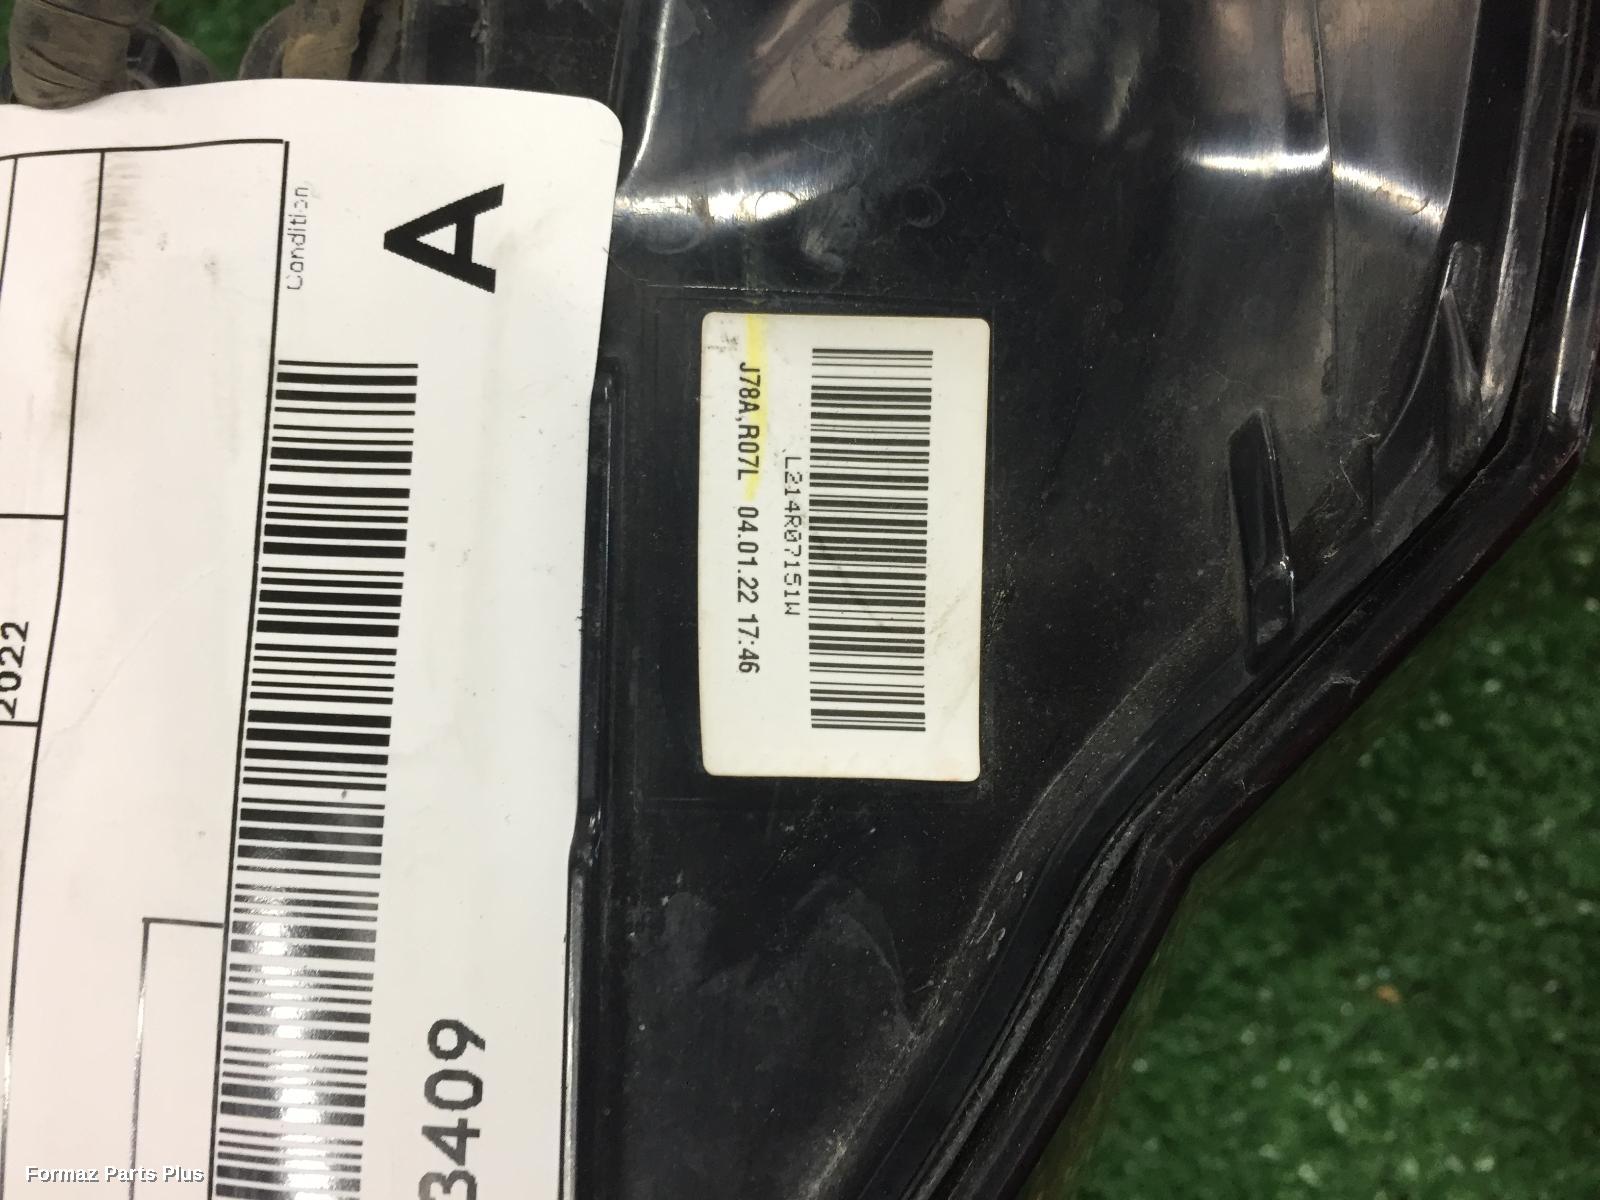 2022
Condition
A
3409
L214R07151W
J78A,R07L 04.01.22 17:46
Formaz Parts Plus